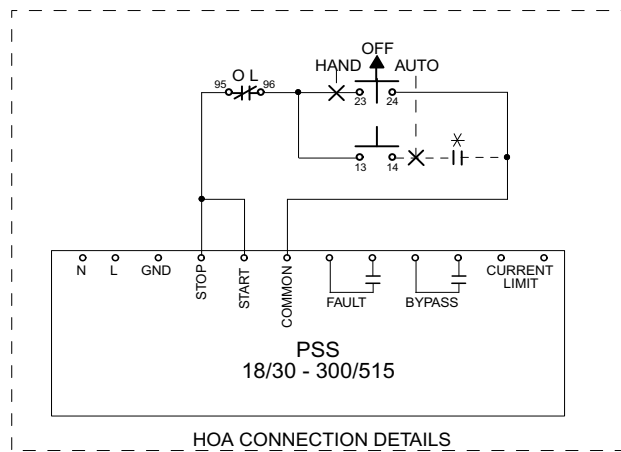 OFF
HAND AUTO
95 O L 96
23 24
13 14
N L GND STOP START COMMON FAULT BYPASS CURRENT
LIMIT
PSS
18/30 - 300/515
HOA CONNECTION DETAILS